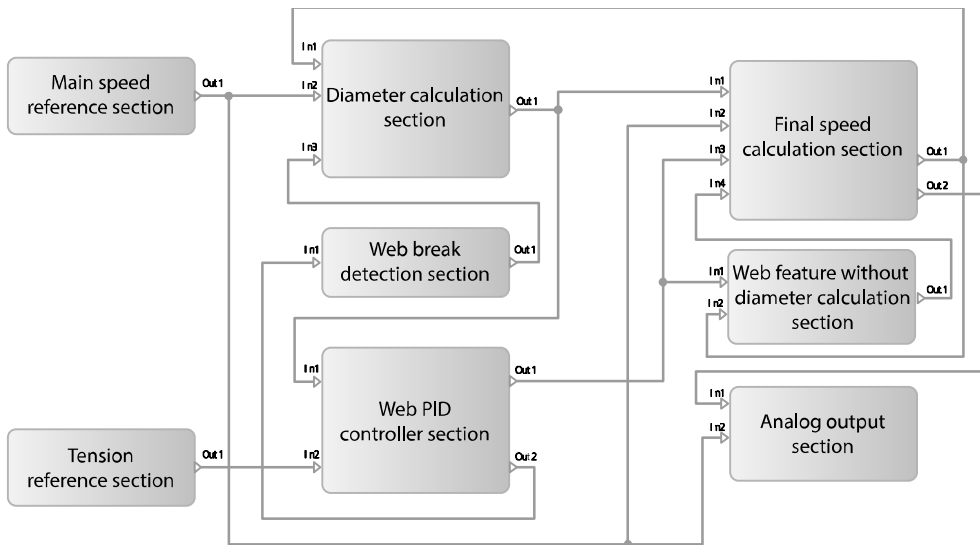 Main speed
reference section
Out1
In1
In2
In3
Diameter calculation
section
Out1
In1
In2
In3
In4
Final speed
calculation section
Out1
Out2
In1
Web break
detection section
Out1
In1
In2
Web feature without
diameter calculation
section
Out1
In1
In2
Web PID
controller section
Out1
Out2
Tension
reference section
Out1
In1
In2
Analog output
section